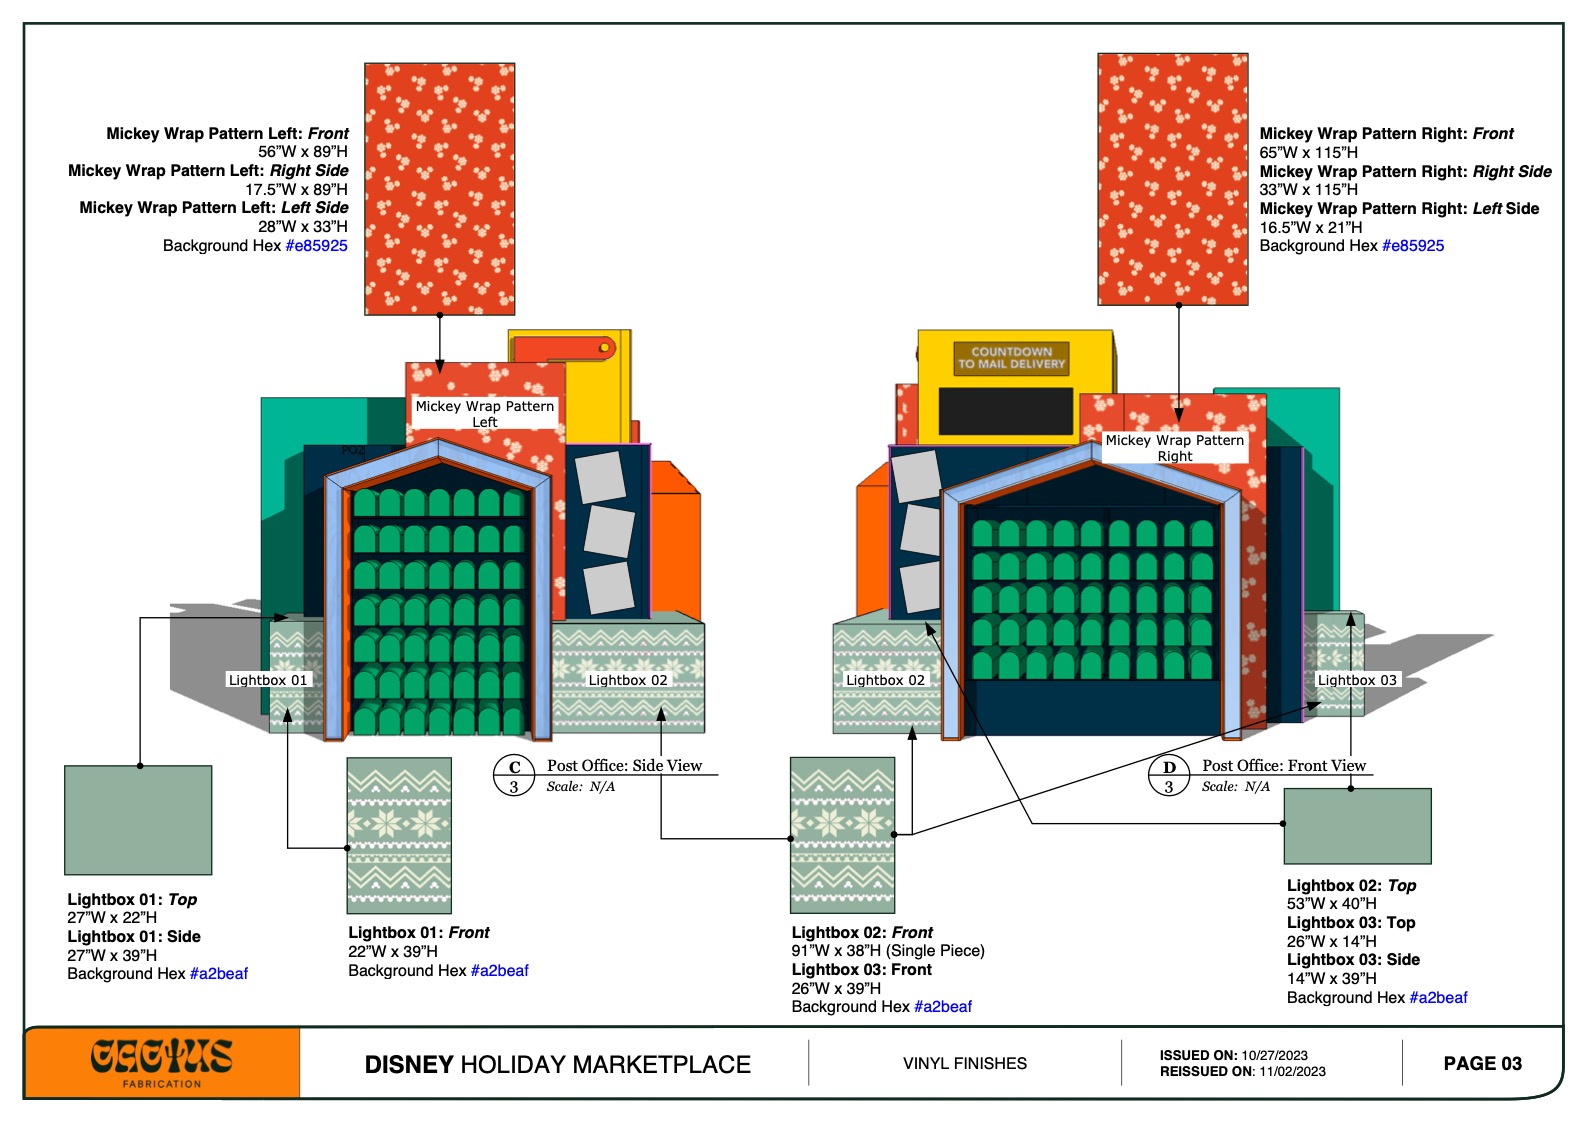 Mickey Wrap Pattern Left: Front
56”W x 89”H
Mickey Wrap Pattern Left: Right Side
17.5”W x 89”H
Mickey Wrap Pattern Left: Left Side
28”W x 33”H
Background Hex #e85925
Mickey Wrap Pattern Right: Front
65”W x 115”H
Mickey Wrap Pattern Right: Right Side
33”W x 115”H
Mickey Wrap Pattern Right: Left Side
16.5”W x 21”H
Background Hex #e85925
Mickey Wrap Pattern
Left
Lightbox 01
Lightbox 02
COUNTDOWN
TO MAIL DELIVERY
Mickey Wrap Pattern
Right
Lightbox 02
Lightbox 03
C
3
Post Office: Side View
Scale: N/A
D
3
Post Office: Front View
Scale: N/A
Lightbox 01: Top
27”W x 22”H
Lightbox 01: Side
27”W x 39”H
Background Hex #a2beaf
Lightbox 01: Front
22”W x 39”H
Background Hex #a2beaf
Lightbox 02: Front
91”W x 38”H (Single Piece)
Lightbox 03: Front
26”W x 39”H
Background Hex #a2beaf
Lightbox 02: Top
53”W x 40”H
Lightbox 03: Top
26”W x 14”H
Lightbox 03: Side
14”W x 39”H
Background Hex #a2beaf
CACTUS
FABRICATION
DISNEY HOLIDAY MARKETPLACE
VINYL FINISHES
ISSUED ON: 10/27/2023
REISSUED ON: 11/02/2023
PAGE 03